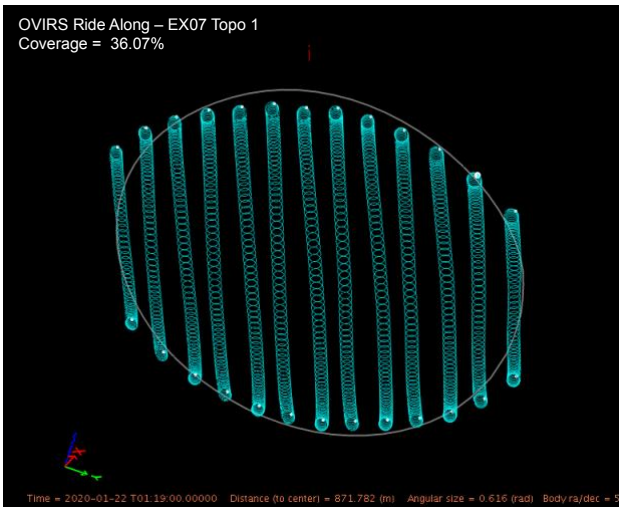 OVIRS Ride Along – EX07 Topo 1
Coverage = 36.07%
Time = 2020-01-22 T01:19:00.00000 Distance (to center) = 871.782 (m) Angular size = 0.616 (rad) Body ra/dec = 5